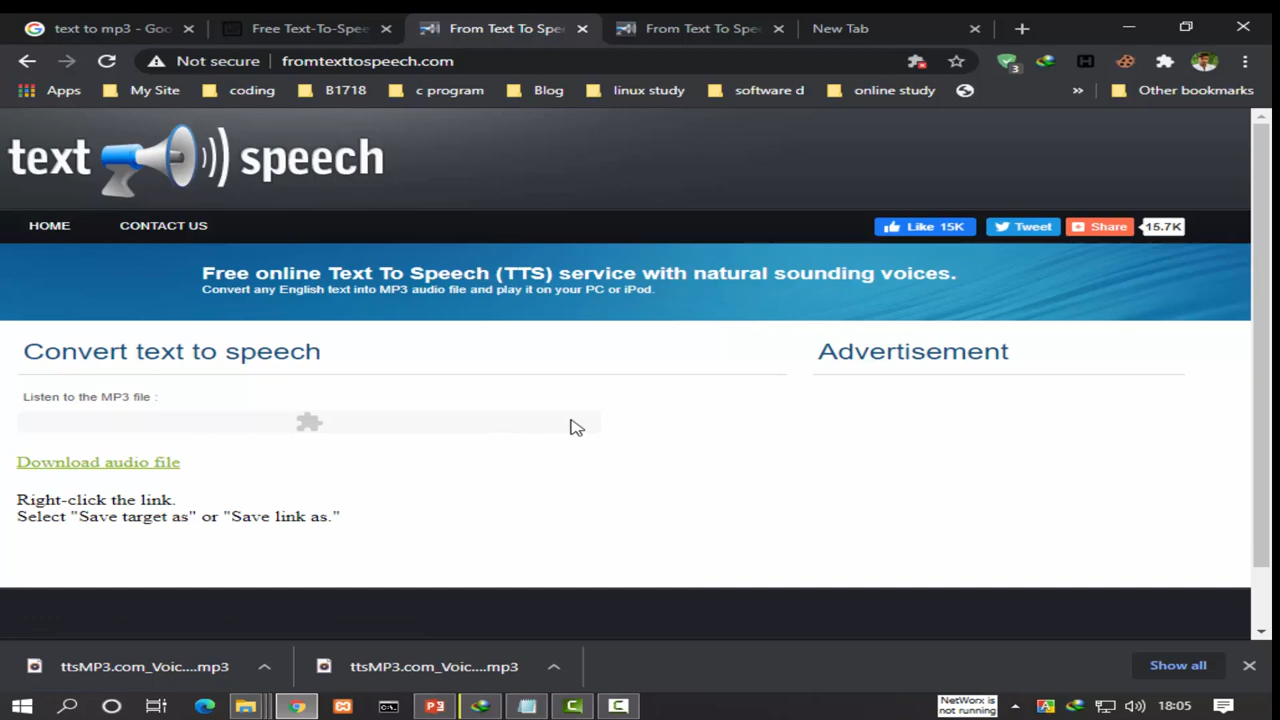 text to mp3 - Goo
Free Text-To-Spee
From Text To Spe
From Text To Spe
New Tab
Not secure
fromtexttospeech.com
3
H
Apps
My Site
coding
B1718
c program
Blog
linux study
software d
online study
»
Other bookmarks
text speech
HOME
CONTACT US
Like 15K
Tweet
Share
15.7K
Free online Text To Speech (TTS) service with natural sounding voices.
Convert any English text into MP3 audio file and play it on your PC or iPod.
Convert text to speech
Advertisement
Listen to the MP3 file :
Download audio file
Right-click the link.
Select "Save target as" or "Save link as."
ttsMP3.com_Voic....mp3
ttsMP3.com_Voic....mp3
Show all
NetWorx is
not running
18:05